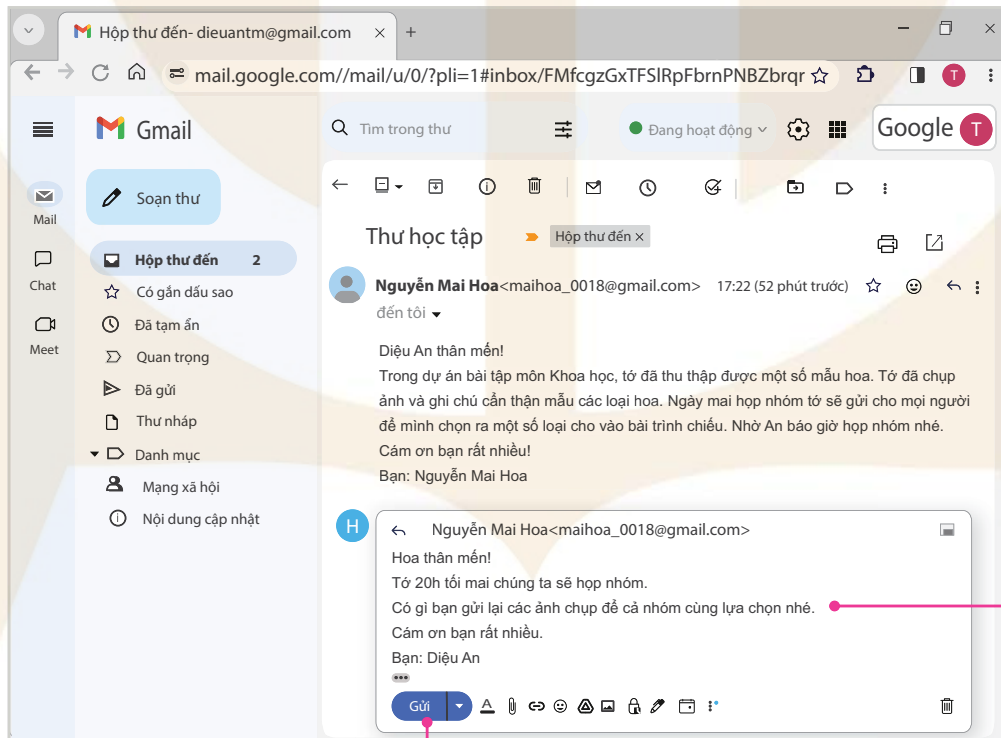 Hộp thư đến- dieuantm@gmail.com × +
mail.google.com//mail/u/0/?pli=1#inbox/FMfcgzGxTFSlRpFbrnPNBZbrqr
T
Gmail
Tìm trong thư
Đang hoạt động
Google T
Mail
Chat
Meet
Soạn thư
Hộp thư đến 2
Có gắn dấu sao
Đã tạm ẩn
Quan trọng
Đã gửi
Thư nháp
Danh mục
Mạng xã hội
Nội dung cập nhật
Thư học tập
Hộp thư đến ×
Nguyễn Mai Hoa<maihoa_0018@gmail.com> 17:22 (52 phút trước)
đến tôi
Diệu An thân mến!
Trong dự án bài tập môn Khoa học, tớ đã thu thập được một số mẫu hoa. Tớ đã chụp
ảnh và ghi chú cẩn thận mẫu các loại hoa. Ngày mai họp nhóm tớ sẽ gửi cho mọi người
để mình chọn ra một số loại cho vào bài trình chiếu. Nhờ An báo giờ họp nhóm nhé.
Cám ơn bạn rất nhiều!
Bạn: Nguyễn Mai Hoa
H
Nguyễn Mai Hoa<maihoa_0018@gmail.com>
Hoa thân mến!
Tớ 20h tối mai chúng ta sẽ họp nhóm.
Có gì bạn gửi lại các ảnh chụp để cả nhóm cùng lựa chọn nhé.
Cám ơn bạn rất nhiều.
Bạn: Diệu An
Gửi